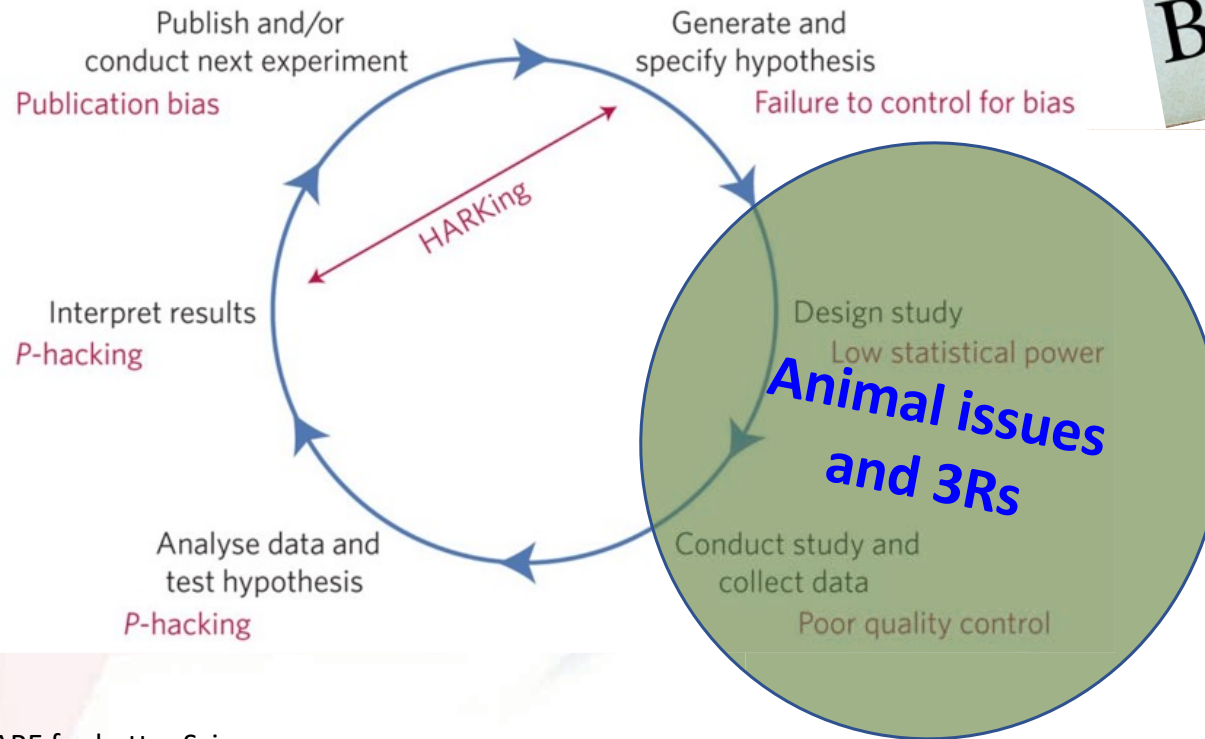 Publish and/or
conduct next experiment
Publication bias
Generate and
specify hypothesis
Failure to control for bias
B
HARKing
Interpret results
P-hacking
Design study
Low statistical power
Animal issues
and 3Rs
Analyse data and
test hypothesis
P-hacking
Conduct study and
collect data
Poor quality control